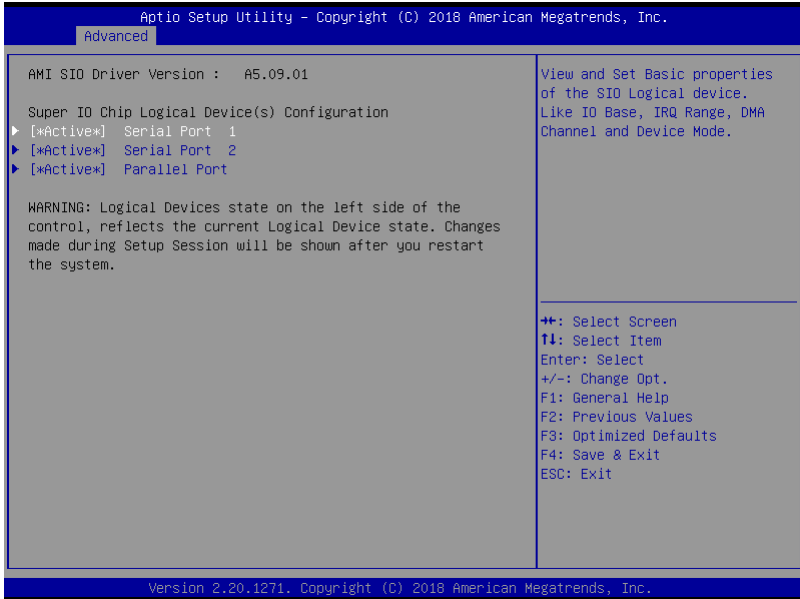 Aptio Setup Utility – Copyright (C) 2018 American Megatrends, Inc.
Advanced
AMI SIO Driver Version : A5.09.01
Super IO Chip Logical Device(s) Configuration
[*Active*] Serial Port 1
[*Active*] Serial Port 2
[*Active*] Parallel Port
WARNING: Logical Devices state on the left side of the
control, reflects the current Logical Device state. Changes
made during Setup Session will be shown after you restart
the system.
View and Set Basic properties
of the SIO Logical device.
Like IO Base, IRQ Range, DMA
Channel and Device Mode.
→←: Select Screen
↑↓: Select Item
Enter: Select
+/-: Change Opt.
F1: General Help
F2: Previous Values
F3: Optimized Defaults
F4: Save & Exit
ESC: Exit
Version 2.20.1271. Copyright (C) 2018 American Megatrends, Inc.